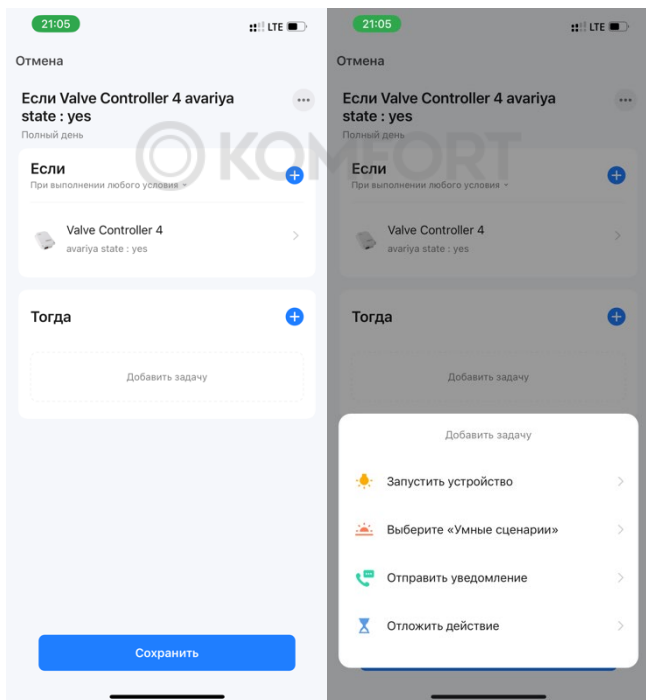 21:05
LTE
Отмена
Если Valve Controller 4 avariya
state : yes
Полный день
KOMFORT
Если
При выполнении любого условия
Valve Controller 4
avariya state : yes
Тогда
Добавить задачу
Сохранить
21:05
LTE
Отмена
Если Valve Controller 4 avariya
state : yes
Полный день
Если
При выполнении любого условия
Valve Controller 4
avariya state : yes
Тогда
Добавить задачу
Добавить задачу
Запустить устройство
Выберите «Умные сценарии»
Отправить уведомление
Отложить действие